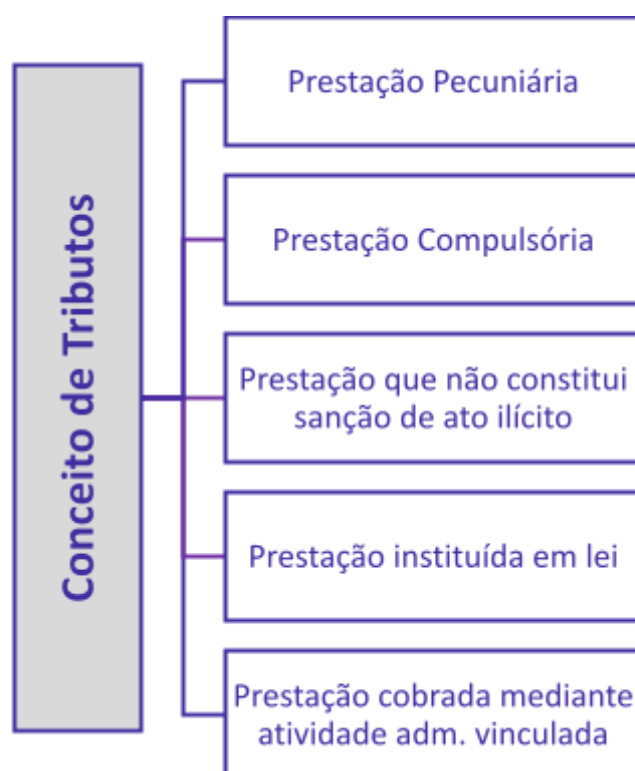 Conceito de Tributos
Prestação Pecuniária
Prestação Compulsória
Prestação que não constitui
sanção de ato ilícito
Prestação instituída em lei
Prestação cobrada mediante
atividade adm. vinculada